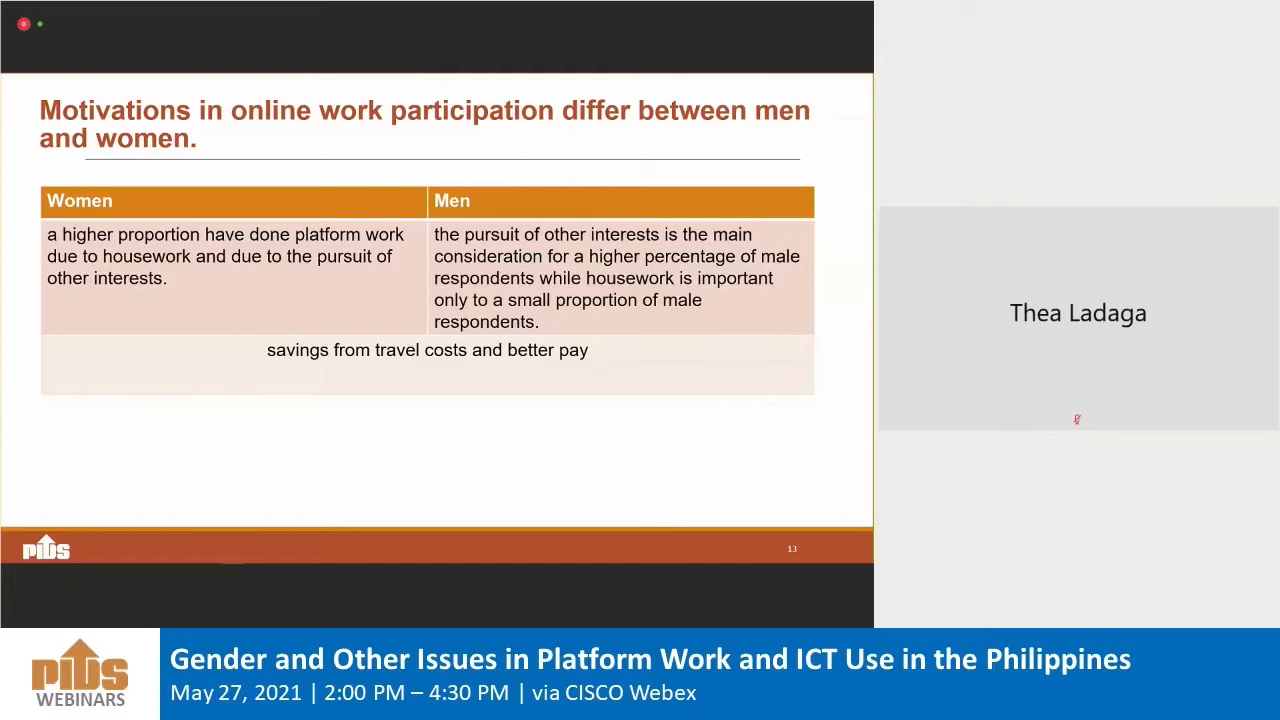 Motivations in online work participation differ between men
and women.
Women
Men
a higher proportion have done platform work
due to housework and due to the pursuit of
other interests.
the pursuit of other interests is the main
consideration for a higher percentage of male
respondents while housework is important
only to a small proportion of male
respondents.
savings from travel costs and better pay
PIDS
13
Thea Ladaga
PIDS
WEBINARS
Gender and Other Issues in Platform Work and ICT Use in the Philippines
May 27, 2021 | 2:00 PM – 4:30 PM | via CISCO Webex